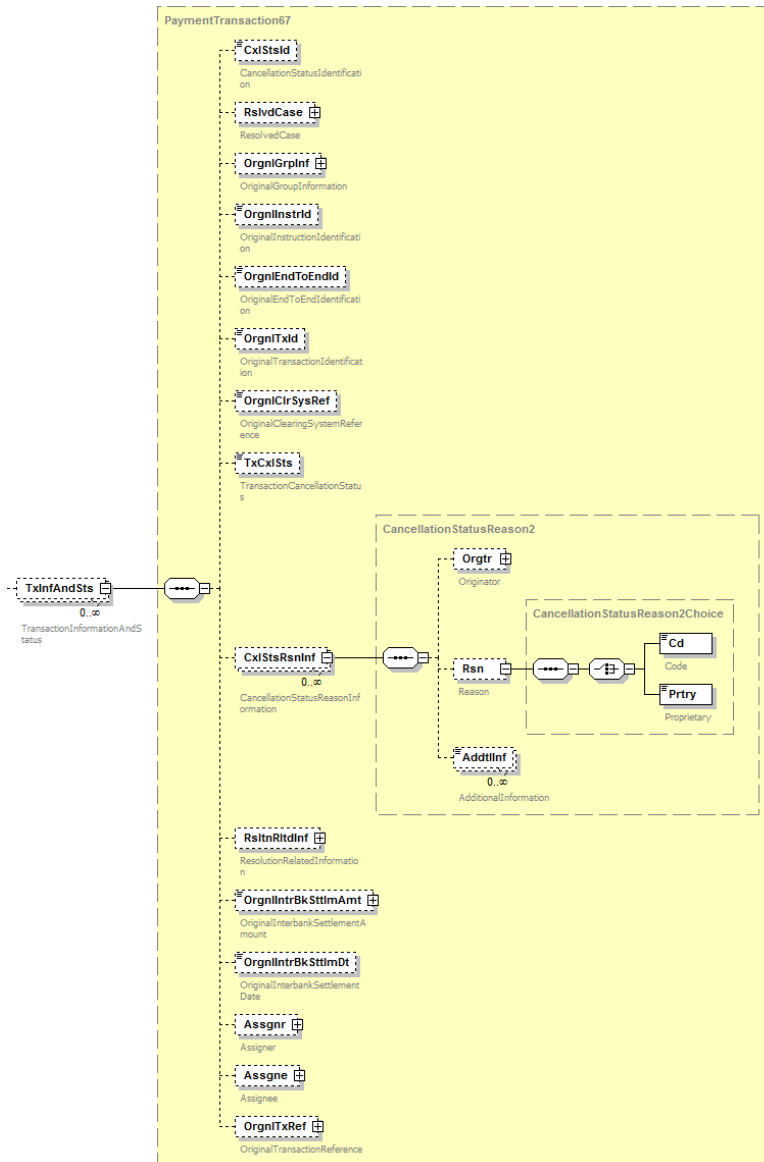 PaymentTransaction67
CxlStsId
CancellationStatusIdentificati
on
RslvdCase
ResolvedCase
OrgnlGrpInf
OriginalGroupInformation
OrgnlInstrId
OriginalInstructionIdentificati
on
OrgnlEndToEndId
OriginalEndToEndIdentificati
on
OrgnlTxId
OriginalTransactionIdentificat
ion
OrgnlClrSysRef
OriginalClearingSystemRefer
ence
TxCxlSts
TransactionCancellationStatu
s
CancellationStatusReason2
Orgtr
Originator
TxInfAndSts
0..∞
TransactionInformationAndS
tatus
CancellationStatusReason2Choice
Cd
Code
CxlStsRsnInf
0..∞
CancellationStatusReasonInf
ormation
Rsn
Reason
Prtry
Proprietary
AddtlInf
0..∞
AdditionalInformation
RsltnRltdInf
ResolutionRelatedInformatio
n
OrgnlIntrBkSttlmAmt
OriginalInterbankSettlementA
mount
OrgnlIntrBkSttlmDt
OriginalInterbankSettlement
Date
Assgnr
Assigner
Assgne
Assignee
OrgnlTxRef
OriginalTransactionReference